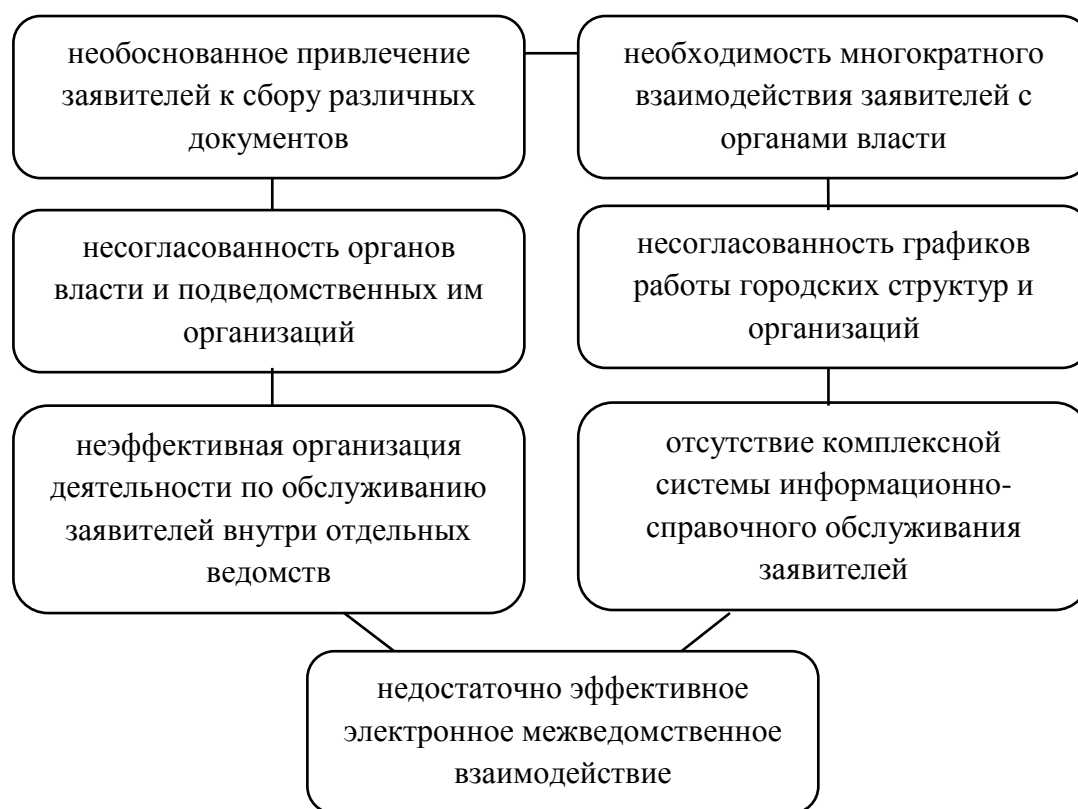 необоснованное привлечение
заявителей к сбору различных
документов
необходимость многократного
взаимодействия заявителей с
органами власти
несогласованность органов
власти и подведомственных им
организаций
несогласованность графиков
работы городских структур и
организаций
неэффективная организация
деятельности по обслуживанию
заявителей внутри отдельных
ведомств
отсутствие комплексной
системы информационно-
справочного обслуживания
заявителей
недостаточно эффективное
электронное межведомственное
взаимодействие